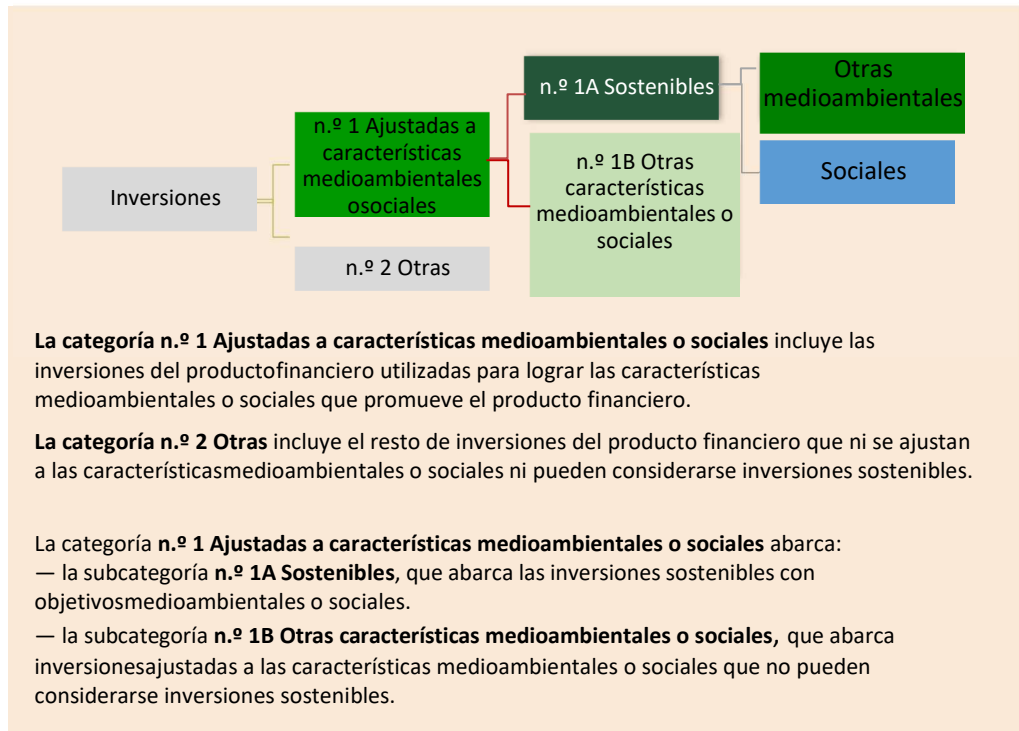 Inversiones
n.º 1 Ajustadas a
características
medioambientales
osociales
n.º 2 Otras
n.º 1A Sostenibles
n.º 1B Otras
características
medioambientales o
sociales
Otras
medioambientales
Sociales
La categoría n.º 1 Ajustadas a características medioambientales o sociales incluye las
inversiones del productofinanciero utilizadas para lograr las características
medioambientales o sociales que promueve el producto financiero.
La categoría n.º 2 Otras incluye el resto de inversiones del producto financiero que ni se ajustan
a las característicasmedioambientales o sociales ni pueden considerarse inversiones sostenibles.
La categoría n.º 1 Ajustadas a características medioambientales o sociales abarca:
— la subcategoría n.º 1A Sostenibles, que abarca las inversiones sostenibles con
objetivosmedioambientales o sociales.
— la subcategoría n.º 1B Otras características medioambientales o sociales, que abarca
inversionesajustadas a las características medioambientales o sociales que no pueden
considerarse inversiones sostenibles.